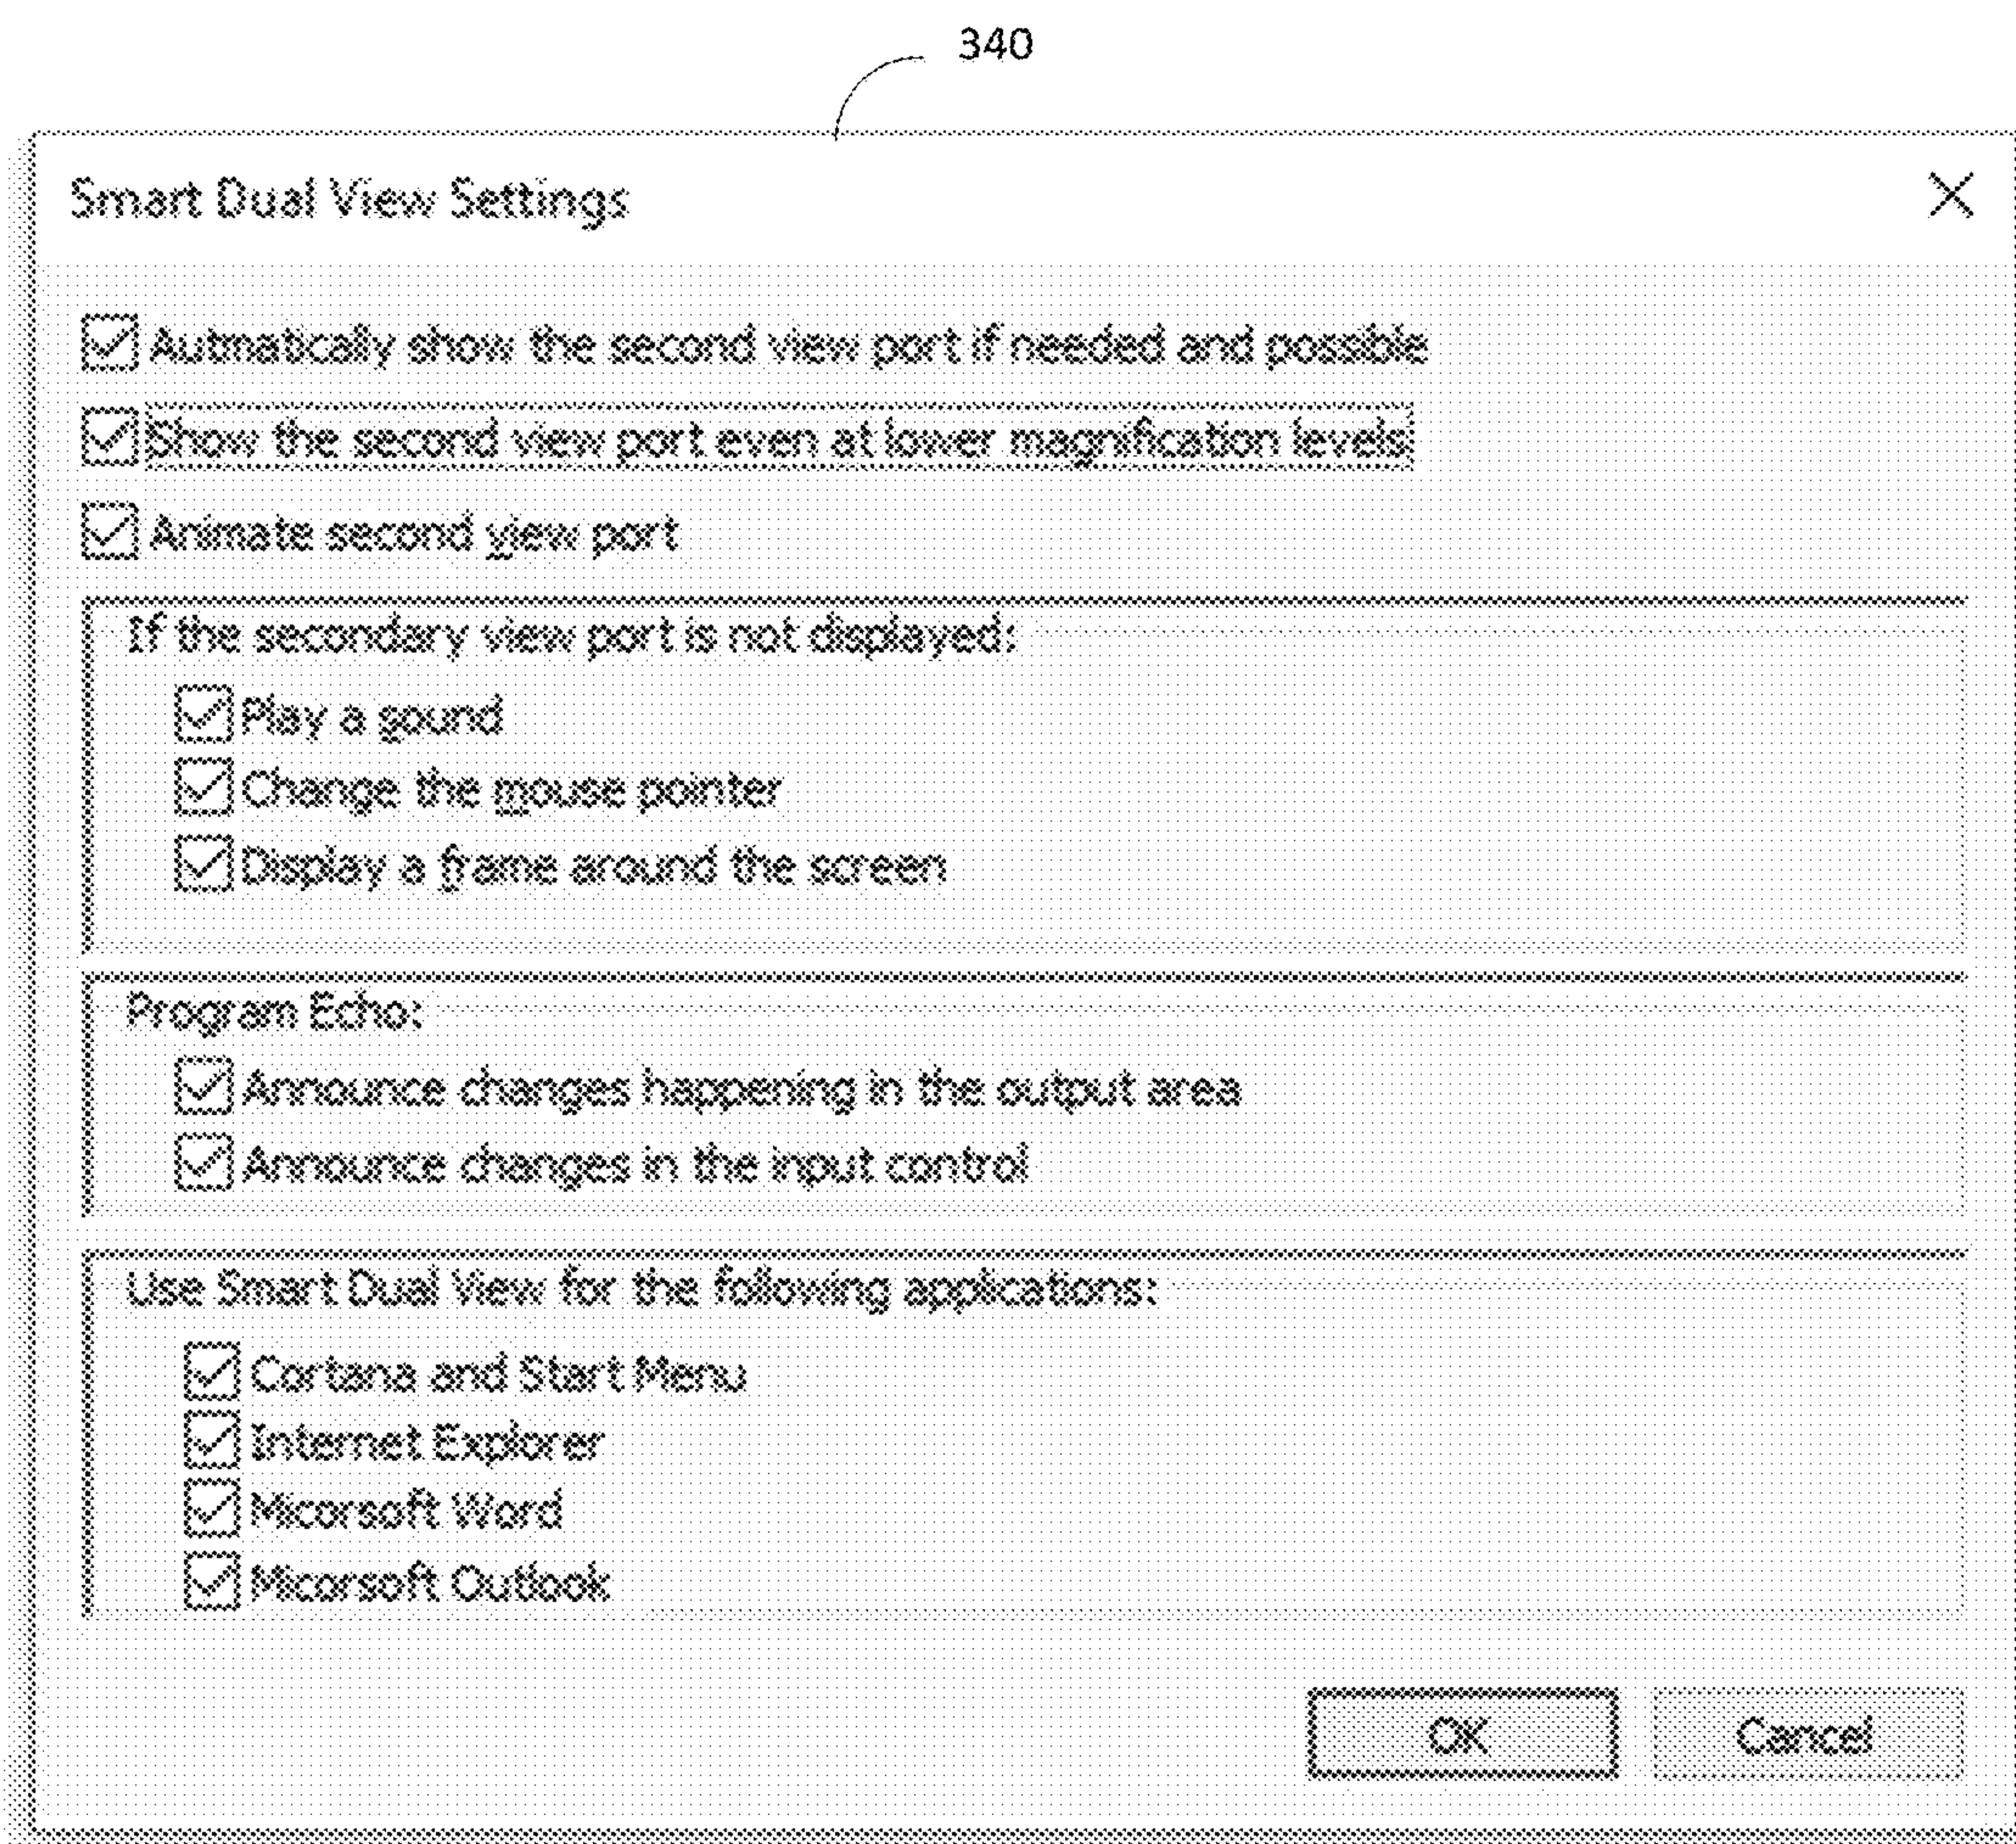 340
Smart Dual View Settings
Autmatically show the second view port if needed and possible
Show the second view port even at lower magnification levels
Animate second view port
If the secondary view port is not displayed:
Play a sound
Change the mouse pointer
Display a frame around the screen
Program Echo:
Announce changes happening in the output area
Announce changes in the input control
Use Smart Dual View for the following applications:
Cortana and Start Menu
Internet Explorer
Micorsoft Word
Micorsoft Outlook
OK Cancel